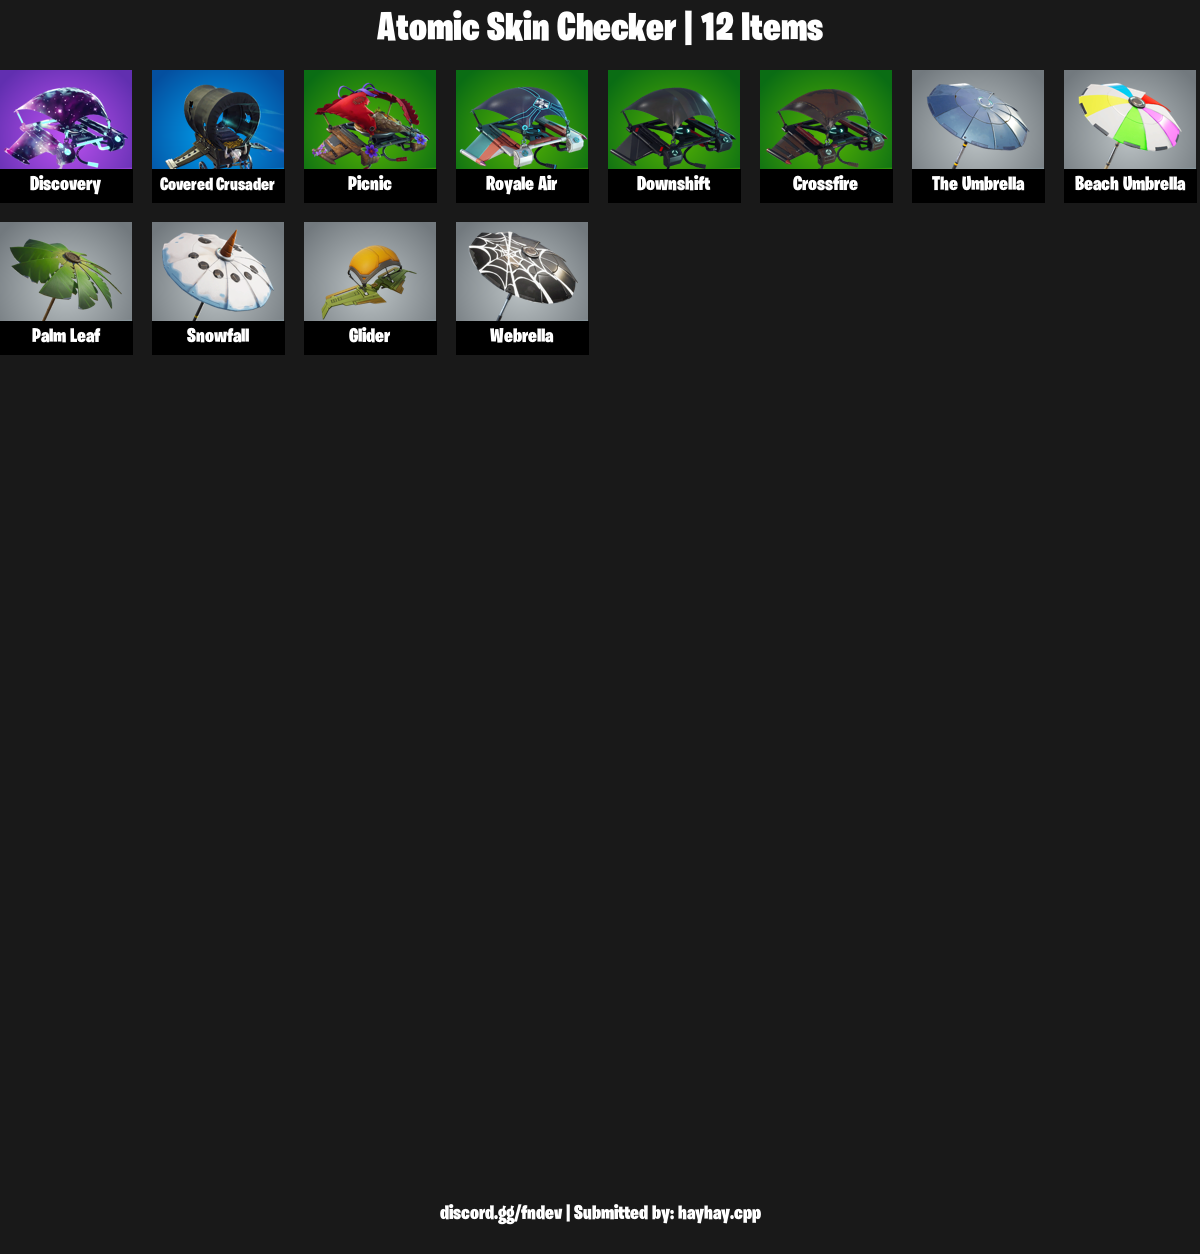 Atomic Skin Checker | 12 Items
Discovery
Covered Crusader
Picnic
Royale Air
Downshift
Crossfire
The Umbrella
Beach Umbrella
Palm Leaf
Snowfall
Glider
Webrella
discord.gg/fndev | Submitted by: hayhay.cpp